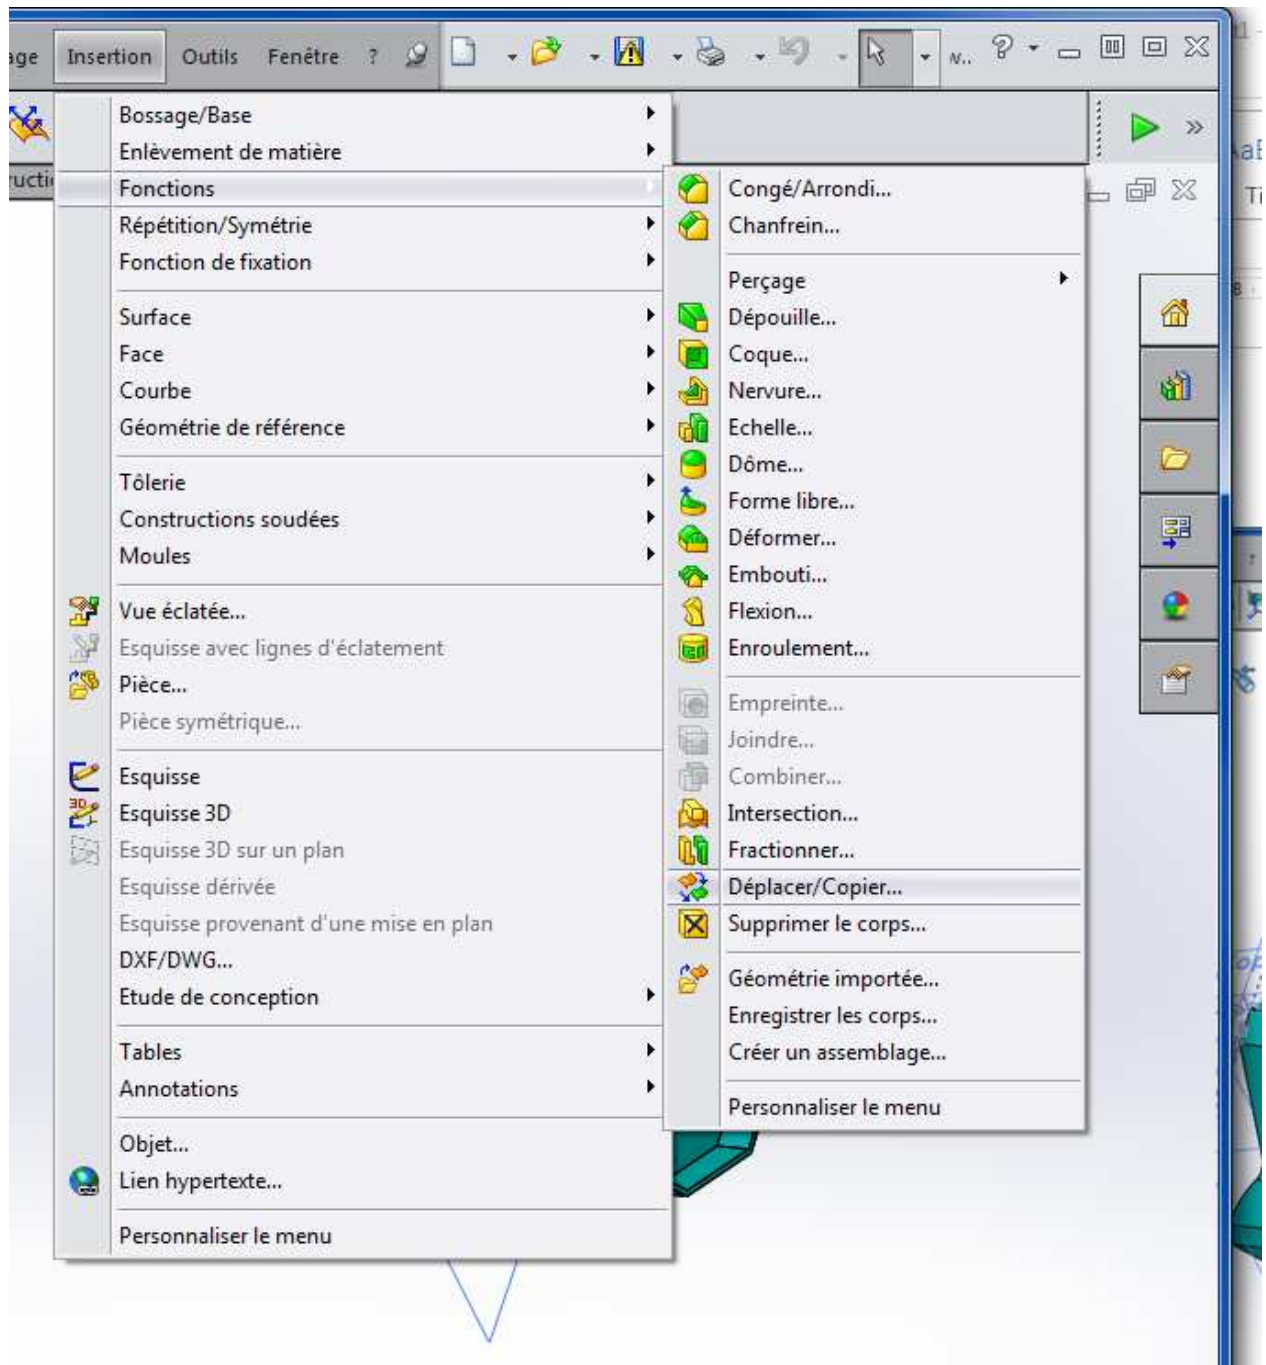 Insertion Outils Fenêtre ?
N..
?
Bossage/Base
Enlèvement de matière
Fonctions
Répétition/Symétrie
Fonction de fixation
Surface
Face
Courbe
Géométrie de référence
Tôlerie
Constructions soudées
Moules
Vue éclatée...
Esquisse avec lignes d'éclatement
Pièce...
Pièce symétrique...
Esquisse
3D
Esquisse 3D
Esquisse 3D sur un plan
Esquisse dérivée
Esquisse provenant d'une mise en plan
DXF/DWG...
Etude de conception
Tables
Annotations
Objet...
Lien hypertexte...
Personnaliser le menu
Congé/Arrondi...
Chanfrein...
Perçage
Dépouille...
Coque...
Nervure...
Echelle...
Dôme...
Forme libre...
Déformer...
Embouti...
Flexion...
Enroulement...
Empreinte...
Joindre...
Combiner...
Intersection...
Fractionner...
Déplacer/Copier...
Supprimer le corps...
Géométrie importée...
Enregistrer les corps...
Créer un assemblage...
Personnaliser le menu